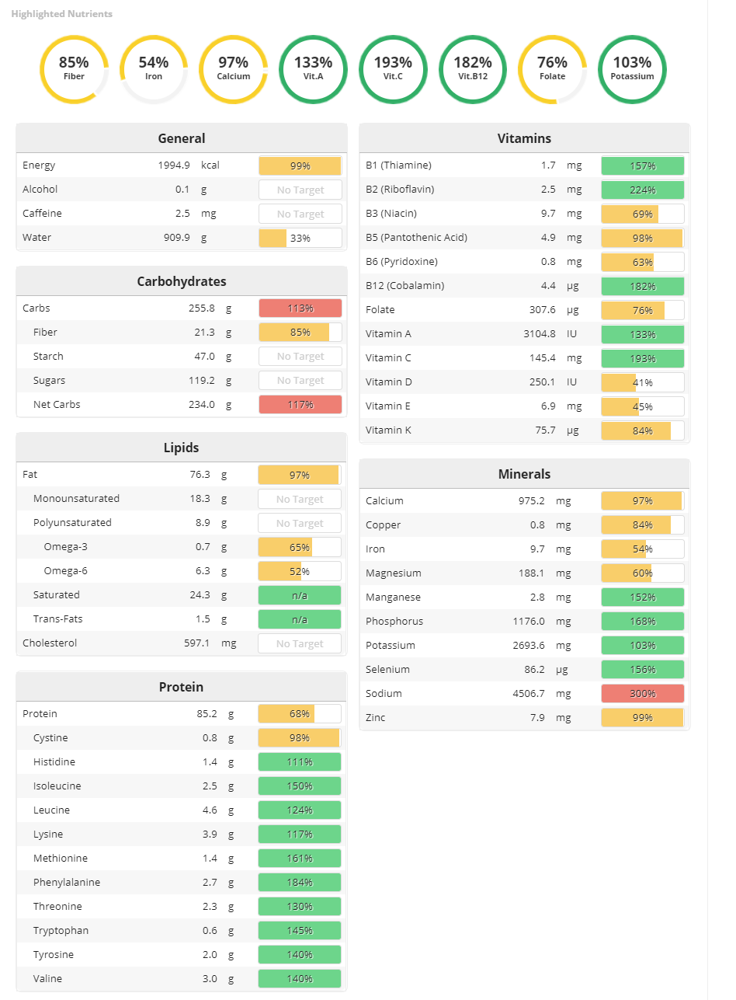 Highlighted Nutrients
85% 54% 97% 133% 193% 182% 76% 103%
Fiber Iron Calcium Vit.A Vit.C Vit.B12 Folate Potassium
General
Energy 1994.9 kcal 99%
Alcohol 0.1 g No Target
Caffeine 2.5 mg No Target
Water 909.9 g 33%
Carbohydrates
Carbs 255.8 g 113%
Fiber 21.3 g 85%
Starch 47.0 g No Target
Sugars 119.2 g No Target
Net Carbs 234.0 g 117%
Lipids
Fat 76.3 g 97%
Monounsaturated 18.3 g No Target
Polyunsaturated 8.9 g No Target
Omega-3 0.7 g 65%
Omega-6 6.3 g 52%
Saturated 24.3 g n/a
Trans-Fats 1.5 g n/a
Cholesterol 597.1 mg No Target
Protein
Protein 85.2 g 68%
Cystine 0.8 g 98%
Histidine 1.4 g 111%
Isoleucine 2.5 g 150%
Leucine 4.6 g 124%
Lysine 3.9 g 117%
Methionine 1.4 g 161%
Phenylalanine 2.7 g 184%
Threonine 2.3 g 130%
Tryptophan 0.6 g 145%
Tyrosine 2.0 g 140%
Valine 3.0 g 140%
Vitamins
B1 (Thiamine) 1.7 mg 157%
B2 (Riboflavin) 2.5 mg 224%
B3 (Niacin) 9.7 mg 69%
B5 (Pantothenic Acid) 4.9 mg 98%
B6 (Pyridoxine) 0.8 mg 63%
B12 (Cobalamin) 4.4 µg 182%
Folate 307.6 µg 76%
Vitamin A 3104.8 IU 133%
Vitamin C 145.4 mg 193%
Vitamin D 250.1 IU 41%
Vitamin E 6.9 mg 45%
Vitamin K 75.7 µg 84%
Minerals
Calcium 975.2 mg 97%
Copper 0.8 mg 84%
Iron 9.7 mg 54%
Magnesium 188.1 mg 60%
Manganese 2.8 mg 152%
Phosphorus 1176.0 mg 168%
Potassium 2693.6 mg 103%
Selenium 86.2 µg 156%
Sodium 4506.7 mg 300%
Zinc 7.9 mg 99%